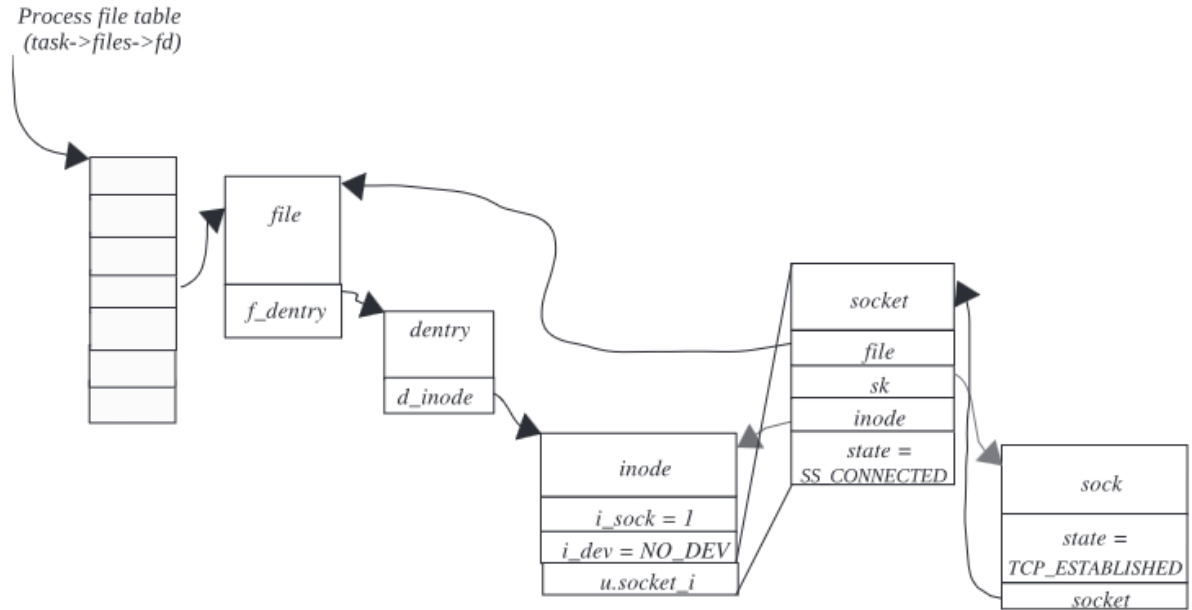 Process file table
(task->files->fd)
file
f_dentry
dentry
d_inode
inode
i_sock = 1
i_dev = NO_DEV
u.socket_i
socket
file
sk
inode
state =
SS_CONNECTED
sock
state =
TCP_ESTABLISHED
socket